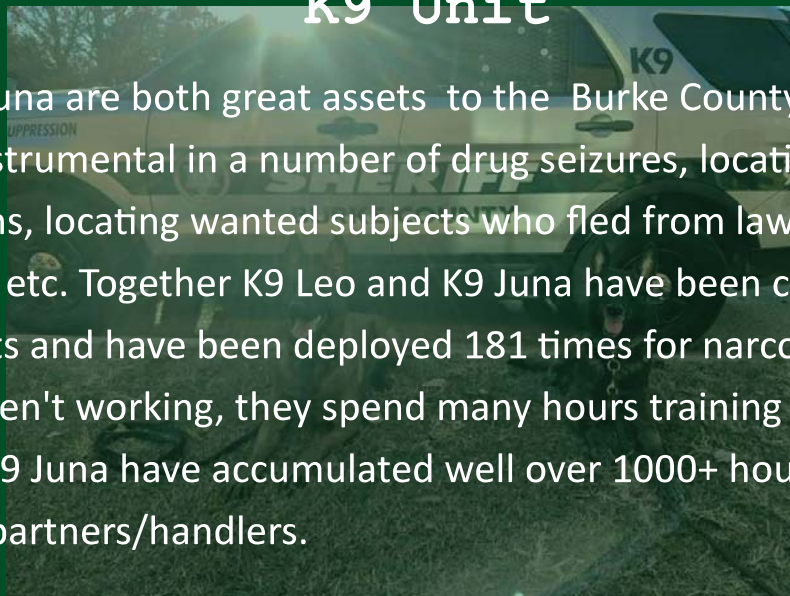 K9 Unit
K9
una are both great assets to the Burke County
UPPRESSION
strumental in a number of drug seizures, locati
SHERIFF
ns, locating wanted subjects who fled from law
COUNTY
etc. Together K9 Leo and K9 Juna have been c
ts and have been deployed 181 times for narco
en't working, they spend many hours training
9 Juna have accumulated well over 1000+ hou
partners/handlers.